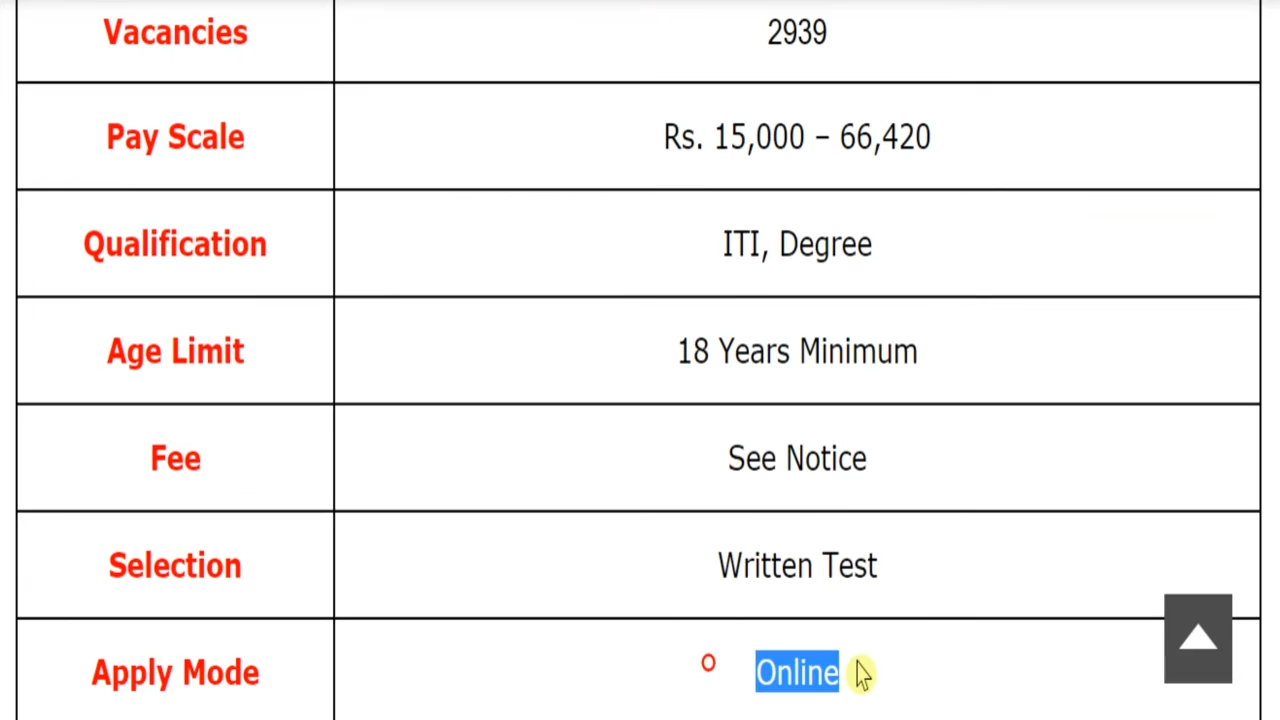 Vacancies 2939
Pay Scale Rs. 15,000 – 66,420
Qualification ITI, Degree
Age Limit 18 Years Minimum
Fee See Notice
Selection Written Test
Apply Mode Online